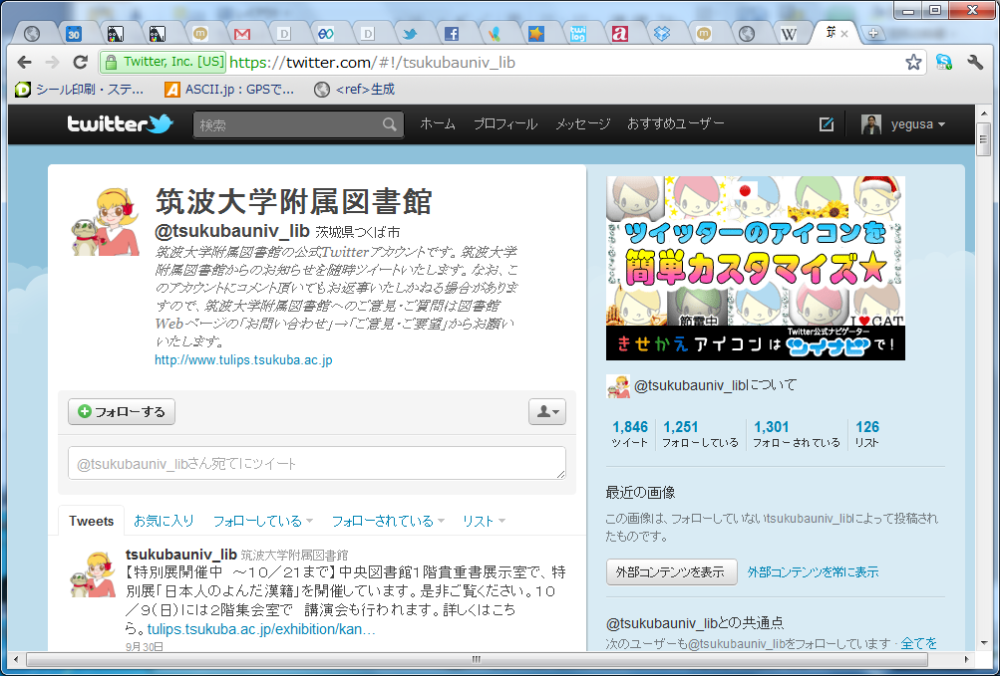 30
Twitter, Inc. [US] https://twitter.com/#!/tsukubauniv_lib
シール印刷・ステ... ASCII.jp：GPSで... <ref>生成
twitter 検索 ホーム プロフィール メッセージ おすすめユーザー yegusa
筑波大学附属図書館
@tsukubauniv_lib 茨城県つくば市
筑波大学附属図書館の公式Twitterアカウントです。筑波大学
附属図書館からのお知らせを随時ツイートいたします。なお、こ
のアカウントにコメント頂いてもお返事いたしかねる場合がありま
すので、筑波大学附属図書館へのご意見・ご質問は図書館
Webページの「お問い合わせ」→「ご意見・ご要望」からお願い
いたします。
http://www.tulips.tsukuba.ac.jp
フォローする
@tsukubauniv_libさん宛てにツイート
Tweets お気に入り フォローしている フォローされている リスト
tsukubauniv_lib 筑波大学附属図書館
【特別展開催中　～１０／２１まで】中央図書館１階貴重書展示室で、特
別展「日本人のよんだ漢籍」を開催しています。是非ご覧ください。１０
／９（日）には２階集会室で　講演会も行われます。詳しくはこち
ら。tulips.tsukuba.ac.jp/exhibition/kan…
9月30日
ツイッターのアイコンを
簡単カスタマイズ★
節電中 I♥CAT
Twitter公式ナビゲーター
きせかえアイコンは ツイナビで!
@tsukubauniv_libについて
1,846 1,251 1,301 126
ツイート フォローしている フォローされている リスト
最近の画像
この画像は、フォローしていないtsukubauniv_libによって投稿され
たものです。
外部コンテンツを表示 外部コンテンツを常に表示
@tsukubauniv_libとの共通点
次のユーザーも@tsukubauniv_libをフォローしています · 全てを